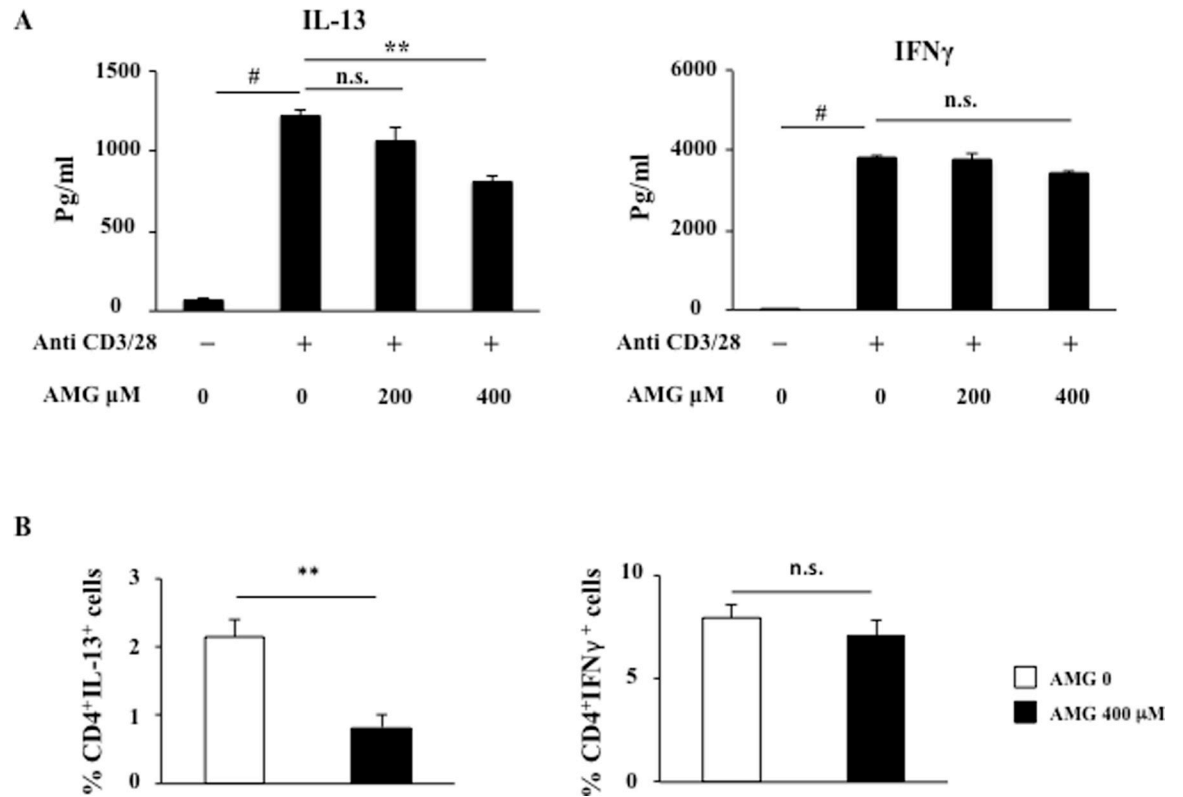 A
IL-13
**
#
n.s.
1500
1000
500
0
Pg/ml
Anti CD3/28 − + + +
AMG µM 0 0 200 400
IFNγ
#
n.s.
6000
4000
2000
0
Pg/ml
Anti CD3/28 − + + +
AMG µM 0 0 200 400
B
**
3
2
1
0
% CD4⁺IL-13⁺ cells
n.s.
10
5
0
% CD4⁺IFNγ⁺ cells
AMG 0
AMG 400 µM